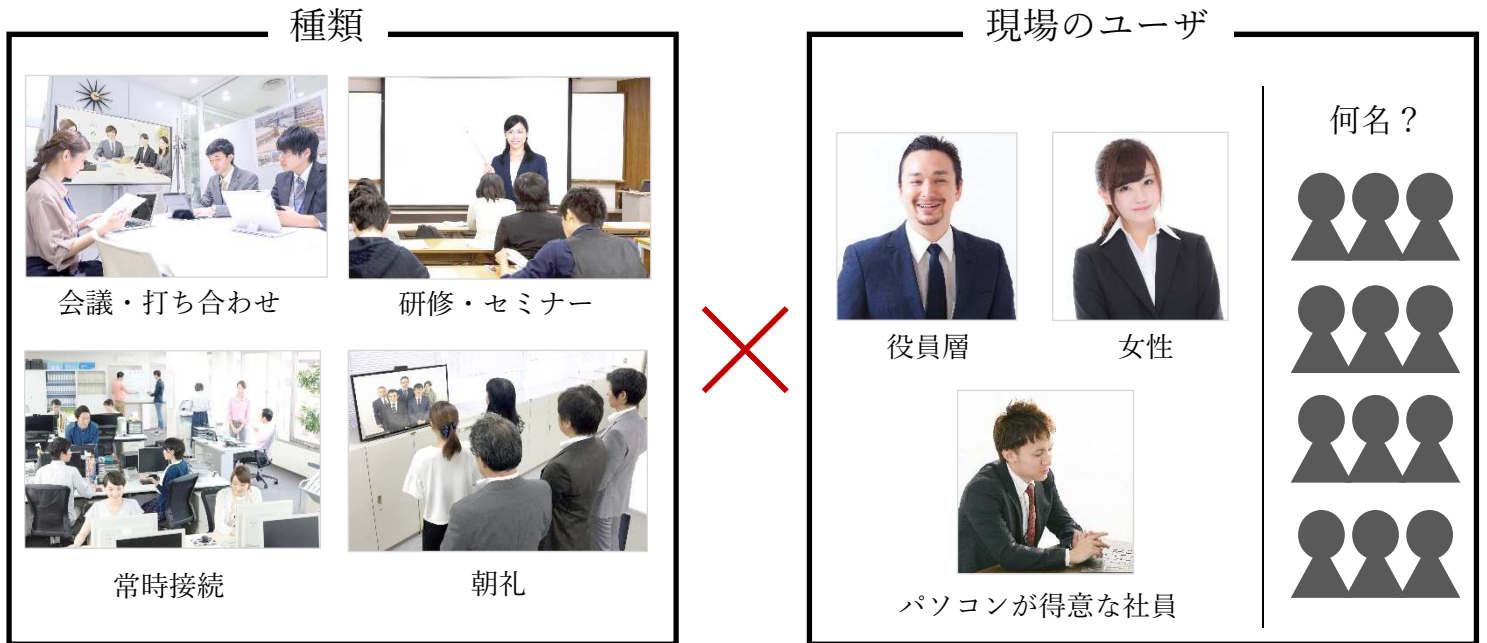 種類
会議・打ち合わせ
研修・セミナー
常時接続
朝礼
現場のユーザ
役員層
女性
パソコンが得意な社員
何名？